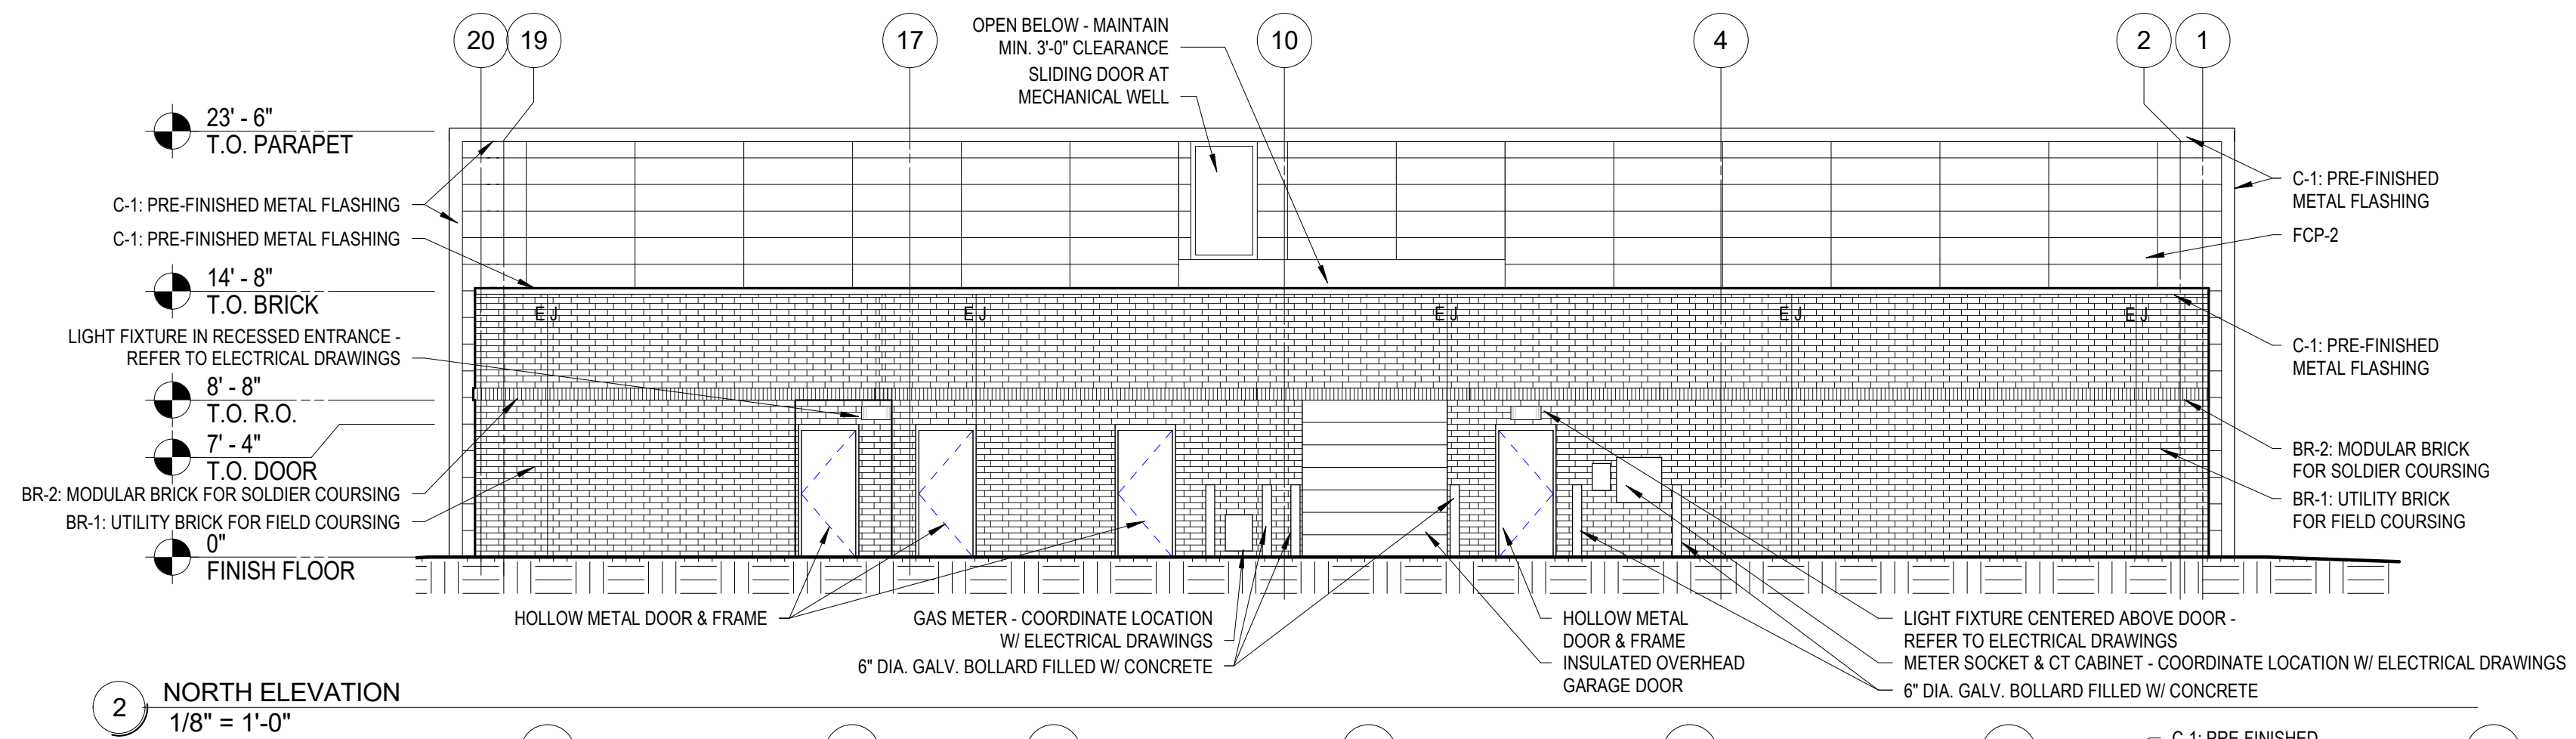 20
19
17
10
4
2
1
OPEN BELOW - MAINTAIN
MIN. 3'-0" CLEARANCE
SLIDING DOOR AT
MECHANICAL WELL
23' - 6"
T.O. PARAPET
C-1: PRE-FINISHED METAL FLASHING
C-1: PRE-FINISHED METAL FLASHING
14' - 8"
T.O. BRICK
LIGHT FIXTURE IN RECESSED ENTRANCE -
REFER TO ELECTRICAL DRAWINGS
8' - 8"
T.O. R.O.
7' - 4"
T.O. DOOR
BR-2: MODULAR BRICK FOR SOLDIER COURSING
BR-1: UTILITY BRICK FOR FIELD COURSING
0"
FINISH FLOOR
EJ
EJ
EJ
EJ
EJ
C-1: PRE-FINISHED
METAL FLASHING
FCP-2
C-1: PRE-FINISHED
METAL FLASHING
BR-2: MODULAR BRICK
FOR SOLDIER COURSING
BR-1: UTILITY BRICK
FOR FIELD COURSING
HOLLOW METAL DOOR & FRAME
GAS METER - COORDINATE LOCATION
W/ ELECTRICAL DRAWINGS
6" DIA. GALV. BOLLARD FILLED W/ CONCRETE
HOLLOW METAL
DOOR & FRAME
INSULATED OVERHEAD
GARAGE DOOR
LIGHT FIXTURE CENTERED ABOVE DOOR -
REFER TO ELECTRICAL DRAWINGS
METER SOCKET & CT CABINET - COORDINATE LOCATION W/ ELECTRICAL DRAWINGS
6" DIA. GALV. BOLLARD FILLED W/ CONCRETE
2
NORTH ELEVATION
1/8" = 1'-0"
C-1: PRE-FINISHED